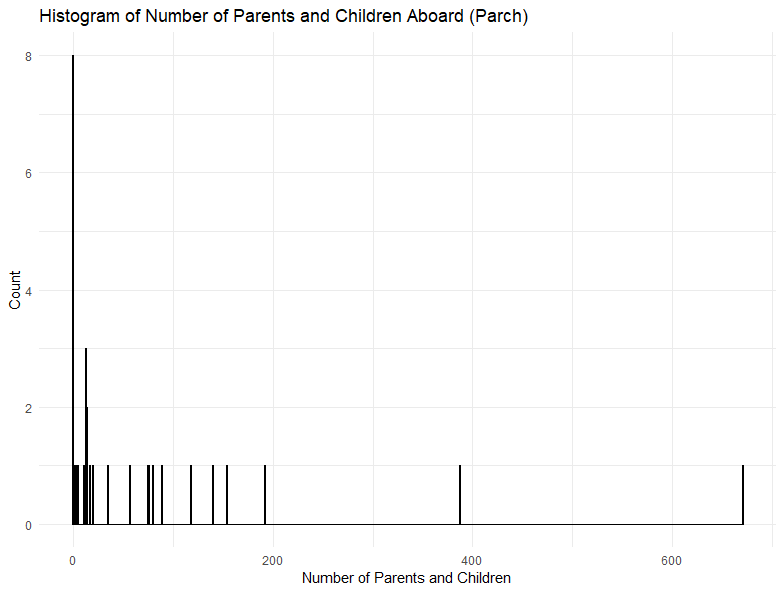 Histogram of Number of Parents and Children Aboard (Parch)
8
6
4
2
0
Count
0 200 400 600
Number of Parents and Children